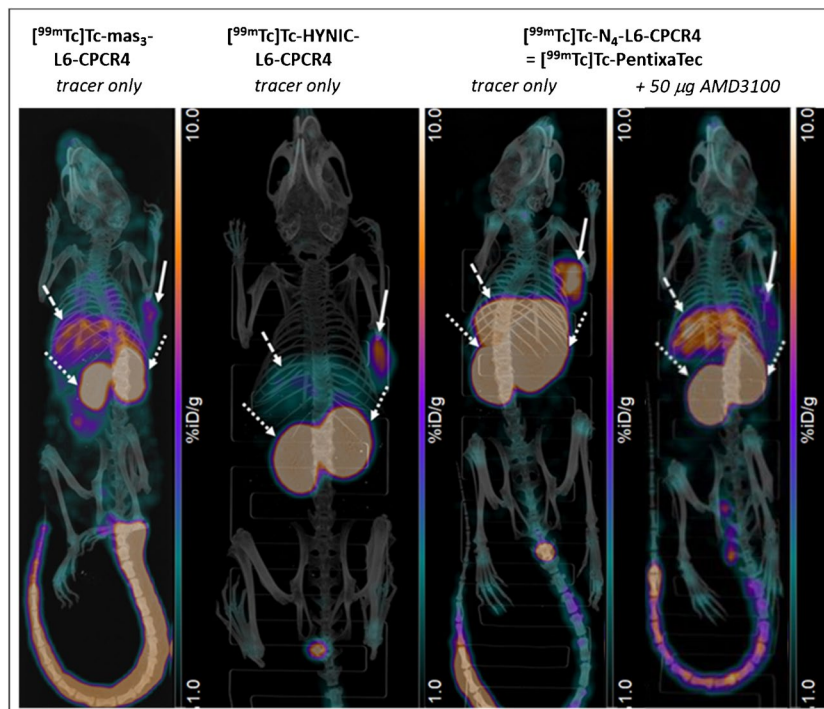 [⁹⁹ᵐTc]Tc-mas₃-
L6-CPCR4
tracer only
[⁹⁹ᵐTc]Tc-HYNIC-
L6-CPCR4
tracer only
[⁹⁹ᵐTc]Tc-N₄-L6-CPCR4
= [⁹⁹ᵐTc]Tc-PentixaTec
tracer only
+ 50 μg AMD3100
10.0
%iD/g
1.0
10.0
%iD/g
1.0
10.0
%iD/g
1.0
10.0
%iD/g
1.0